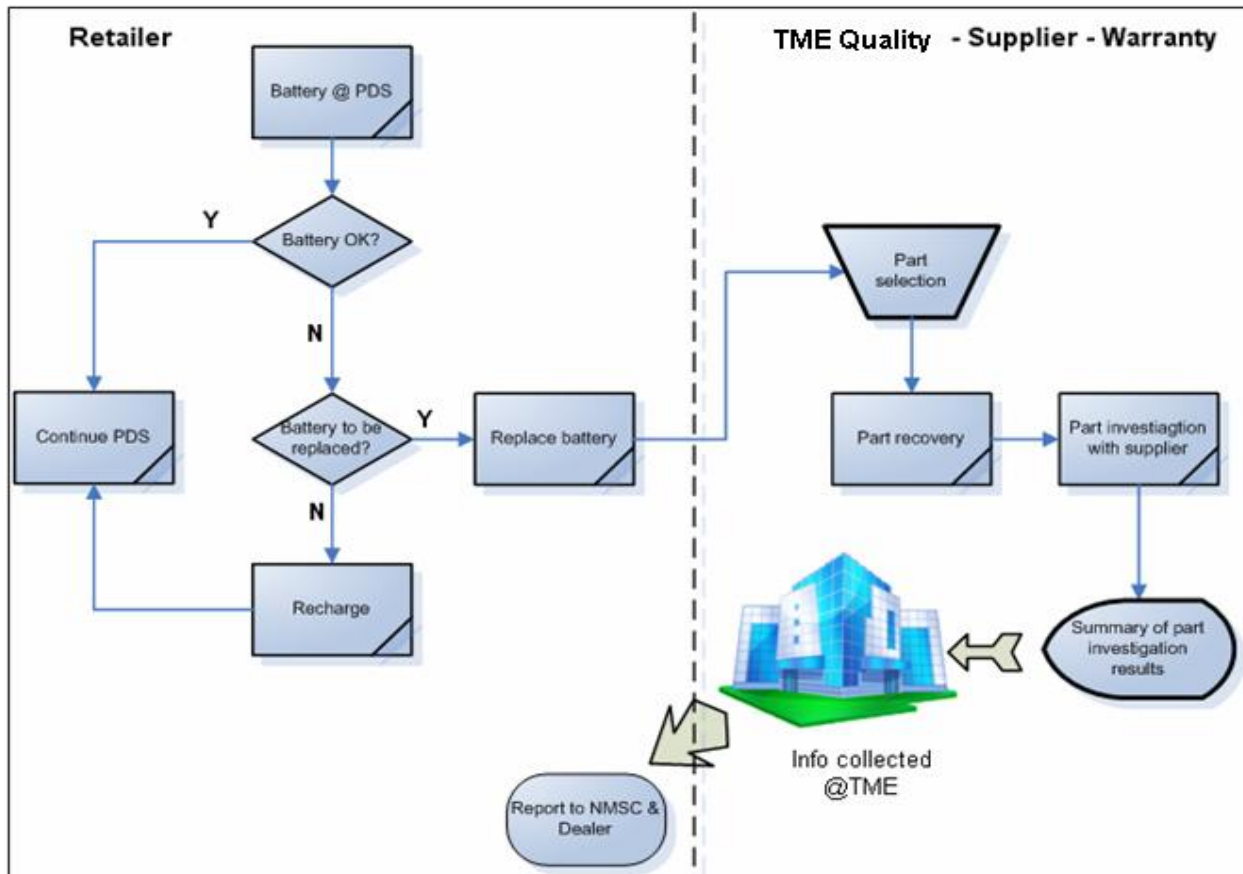 Retailer
TME Quality - Supplier - Warranty
Battery @ PDS
Y
Battery OK?
Part
selection
N
Continue PDS
Battery to be
replaced?
Y
Replace battery
Part recovery
Part investiagtion
with supplier
N
Recharge
Summary of part
investigation
results
Info collected
@TME
Report to NMSC &
Dealer